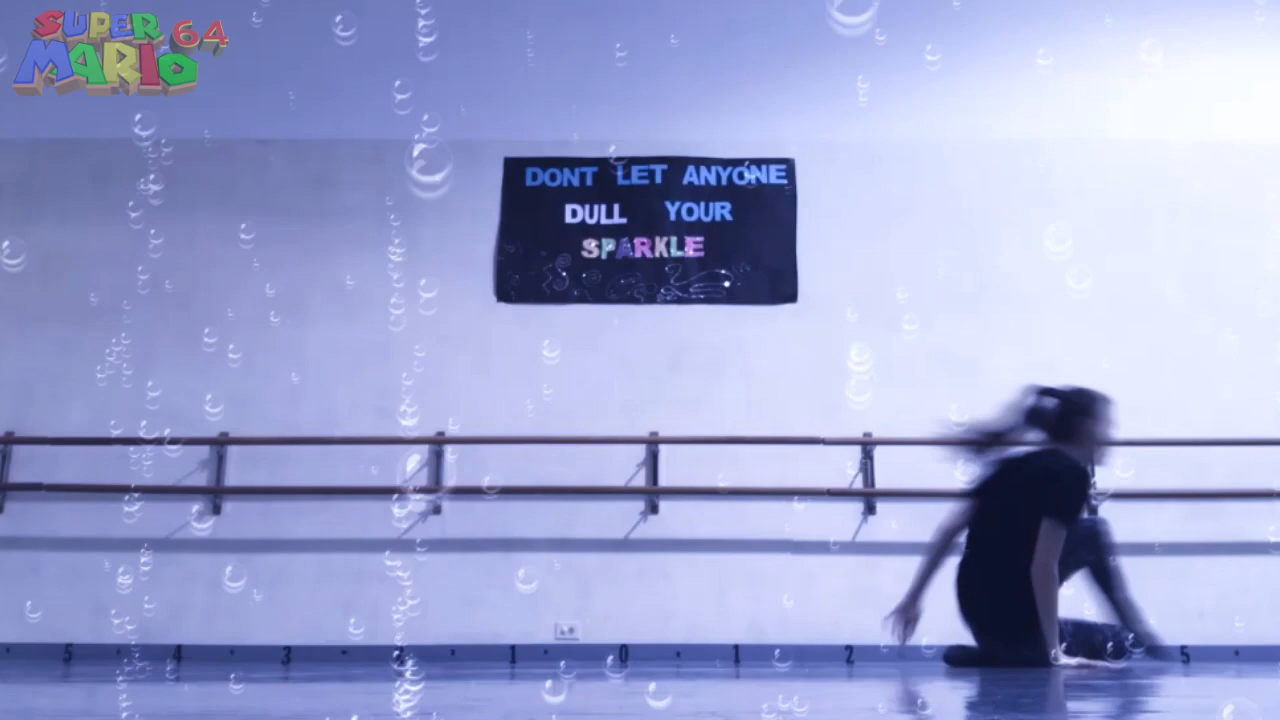 SUPER
MARIO 64
DONT LET ANYONE
DULL YOUR
SPARKLE
5 4 3 2 1 0 1 2 5